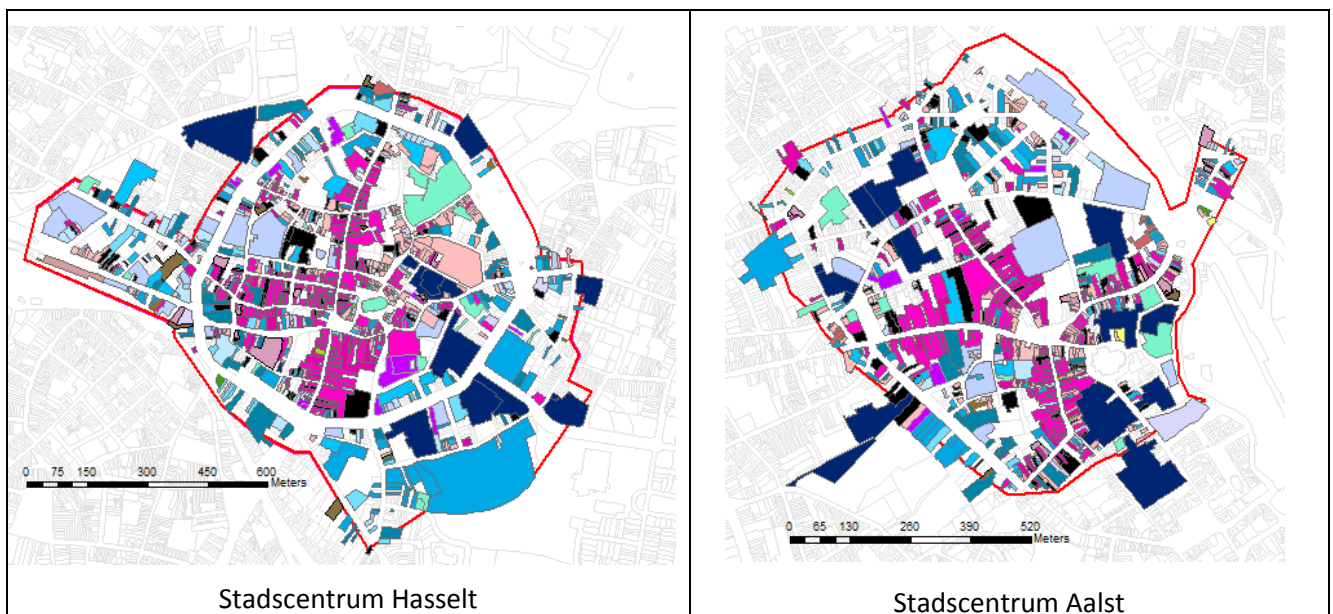 0 75 150 300 450 600
Meters
Stadscentrum Hasselt
0 65 130 260 390 520
Meters
Stadscentrum Aalst